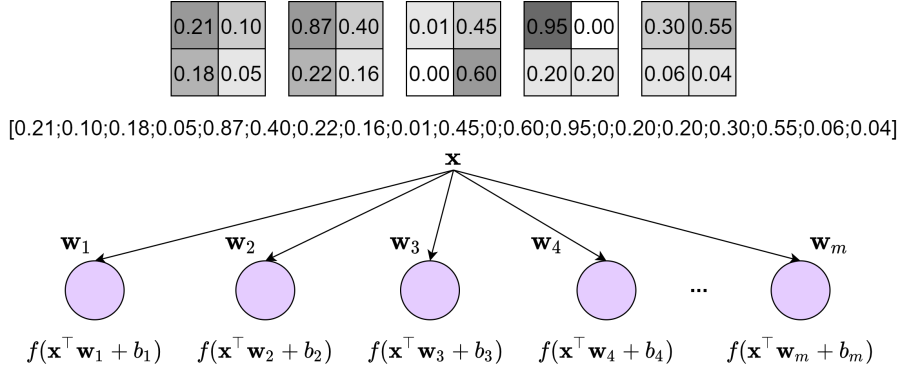 0.21 0.10 0.87 0.40 0.01 0.45 0.95 0.00 0.30 0.55
0.18 0.05 0.22 0.16 0.00 0.60 0.20 0.20 0.06 0.04
[0.21;0.10;0.18;0.05;0.87;0.40;0.22;0.16;0.01;0.45;0;0.60;0.95;0;0.20;0.20;0.30;0.55;0.06;0.04]
x
w₁ w₂ w₃ w₄ wₘ
...
f(x⊤w₁ + b₁) f(x⊤w₂ + b₂) f(x⊤w₃ + b₃) f(x⊤w₄ + b₄) f(x⊤wₘ + bₘ)